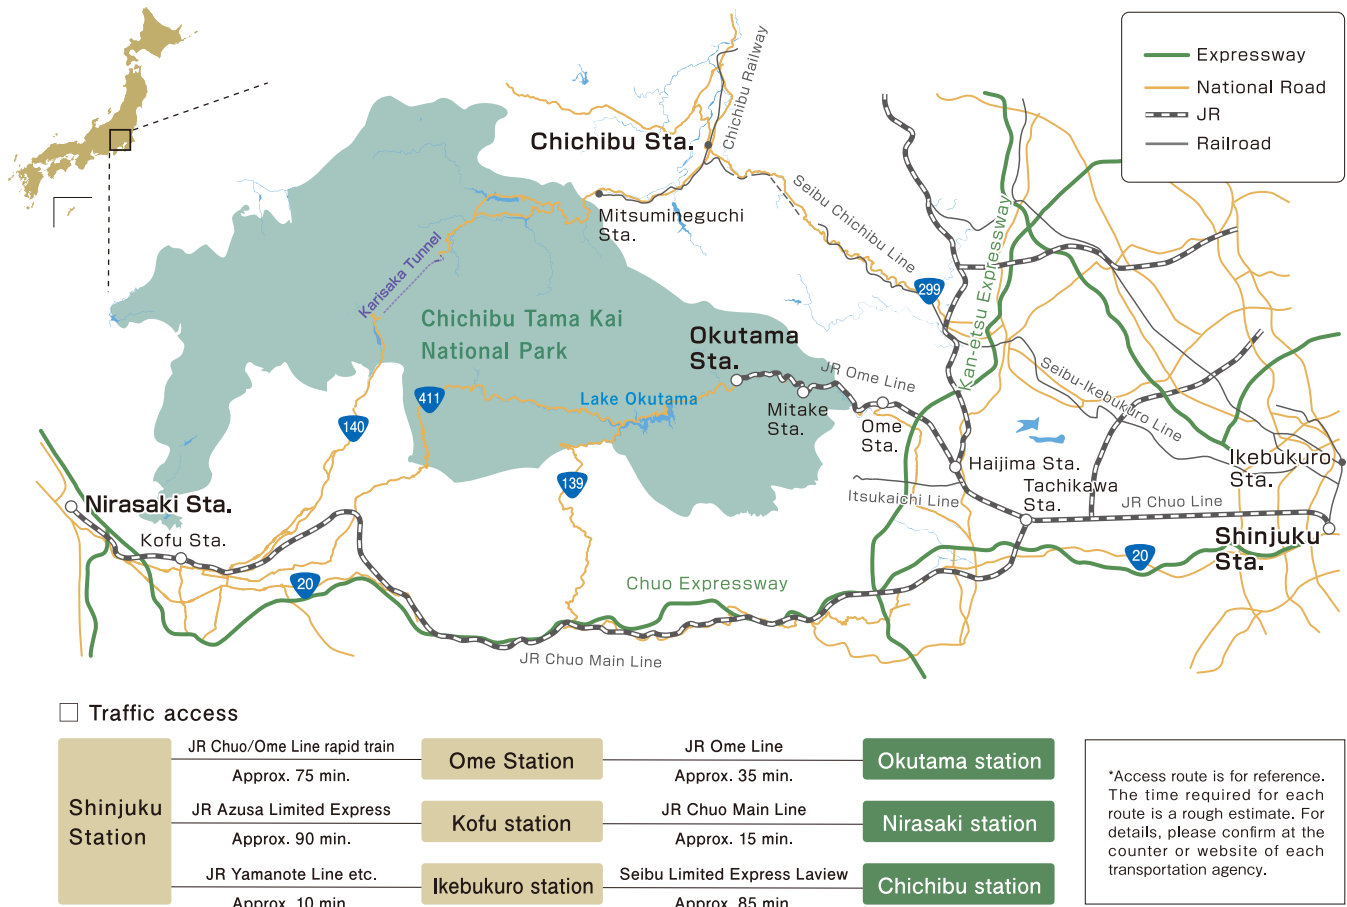 Expressway
National Road
JR
Railroad
Chichibu Railway
Chichibu Sta.
Mitsumineguchi
Sta.
Seibu Chichibu Line
Karisaka Tunnel
299
Kan-etsu Expressway
Chichibu Tama Kai
National Park
Okutama
Sta.
JR Ome Line
Seibu-Ikebukuro Line
411
Lake Okutama
Mitake
Sta.
Ome
Sta.
140
Haijima Sta.
Ikebukuro
Sta.
139
Tachikawa
Sta.
Itsukaichi Line
JR Chuo Line
Nirasaki Sta.
Kofu Sta.
Shinjuku
Sta.
20
20
Chuo Expressway
JR Chuo Main Line
Traffic access
Shinjuku
Station
JR Chuo/Ome Line rapid train
Approx. 75 min.
Ome Station
JR Ome Line
Approx. 35 min.
Okutama station
JR Azusa Limited Express
Approx. 90 min.
Kofu station
JR Chuo Main Line
Approx. 15 min.
Nirasaki station
JR Yamanote Line etc.
Approx. 10 min.
Ikebukuro station
Seibu Limited Express Laview
Approx. 85 min.
Chichibu station
*Access route is for reference.
The time required for each
route is a rough estimate. For
details, please confirm at the
counter or website of each
transportation agency.